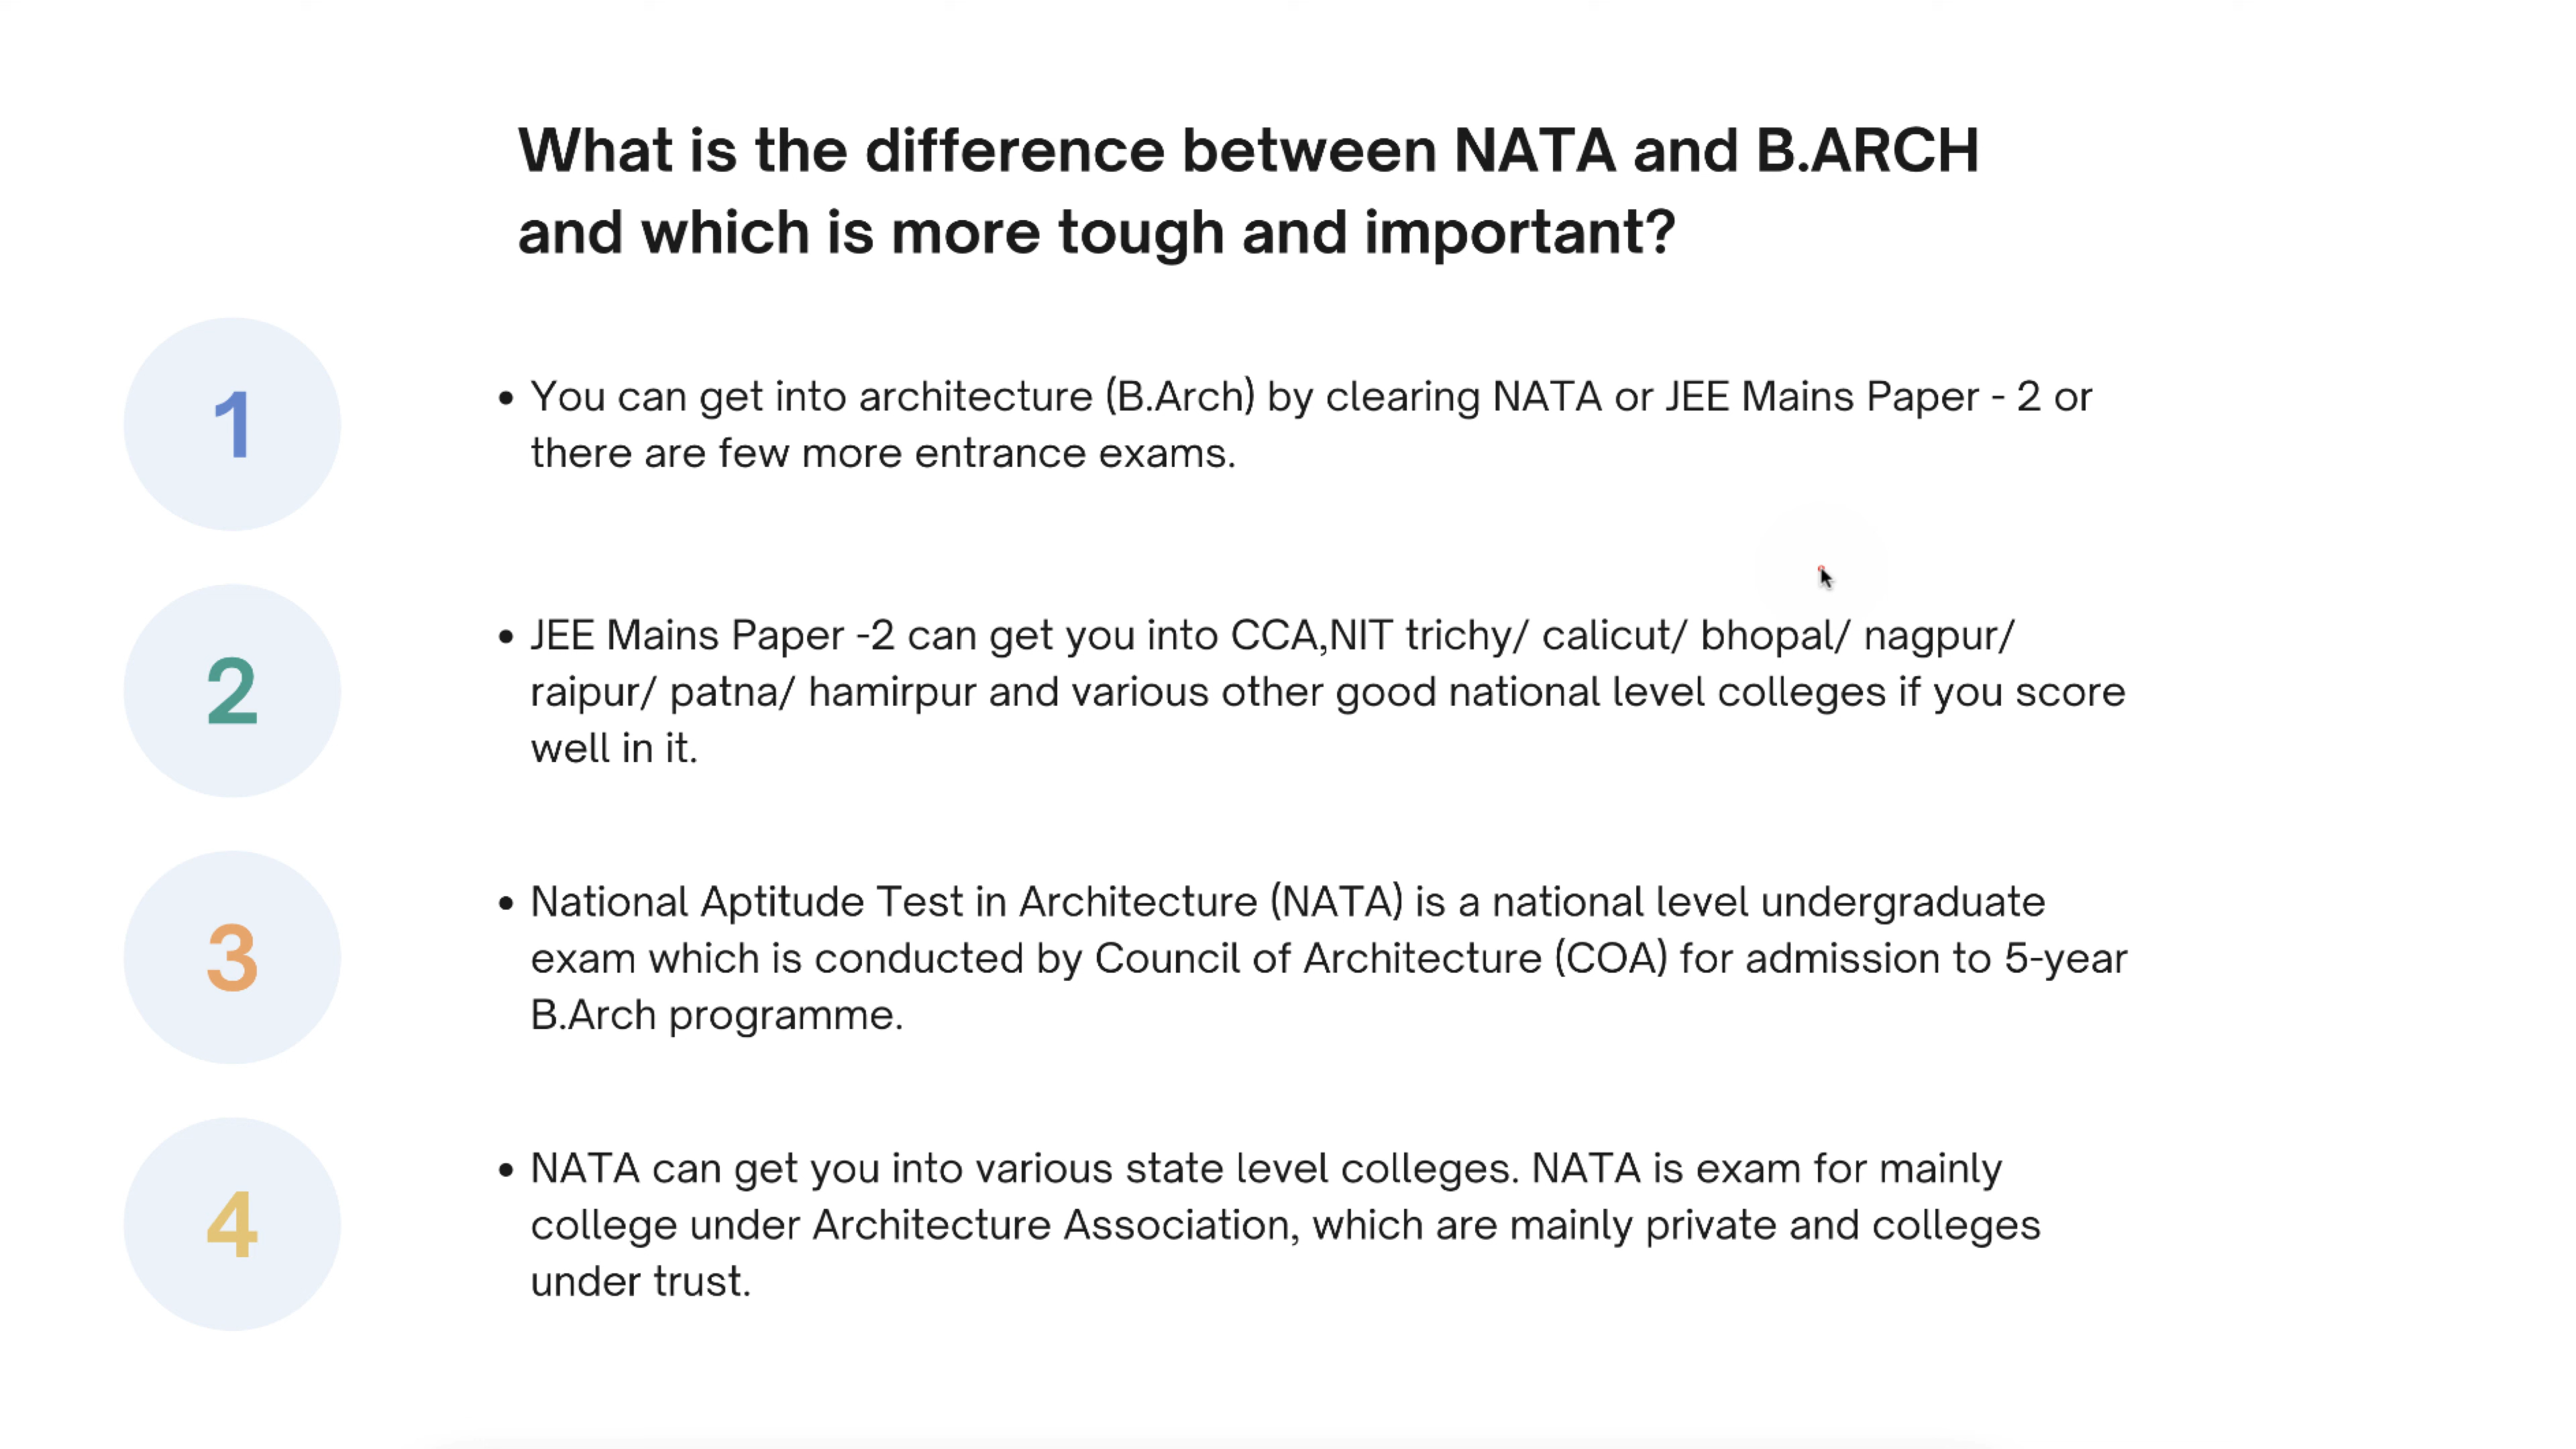 What is the difference between NATA and B.ARCH
and which is more tough and important?
1
• You can get into architecture (B.Arch) by clearing NATA or JEE Mains Paper - 2 or
there are few more entrance exams.
2
• JEE Mains Paper -2 can get you into CCA,NIT trichy/ calicut/ bhopal/ nagpur/
raipur/ patna/ hamirpur and various other good national level colleges if you score
well in it.
3
• National Aptitude Test in Architecture (NATA) is a national level undergraduate
exam which is conducted by Council of Architecture (COA) for admission to 5-year
B.Arch programme.
4
• NATA can get you into various state level colleges. NATA is exam for mainly
college under Architecture Association, which are mainly private and colleges
under trust.